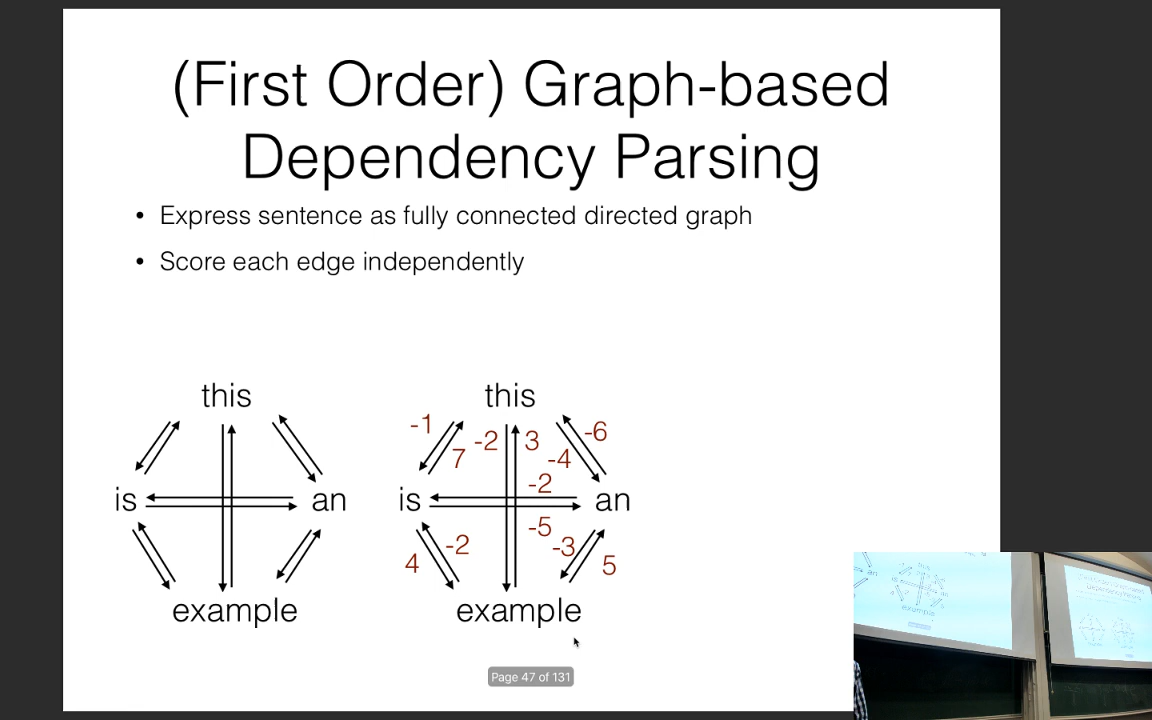 (First Order) Graph-based
Dependency Parsing
• Express sentence as fully connected directed graph
• Score each edge independently
this
is
an
example
this
-1
7
-2
3
-4
-6
is
-2
an
-5
4
-2
-3
5
example
Page 47 of 131